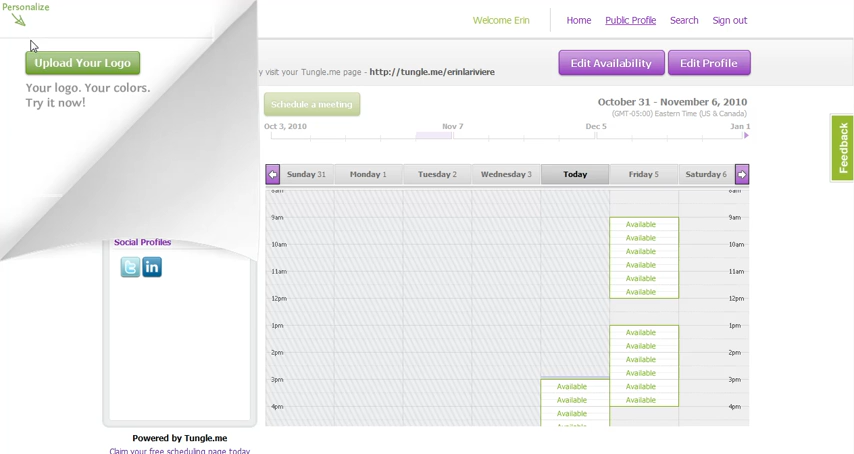 Personalize
Welcome Erin
Home
Public Profile
Search
Sign out
Upload Your Logo
Your logo. Your colors.
Try it now!
y visit your Tungle.me page - http://tungle.me/erinlariviere
Edit Availability
Edit Profile
Schedule a meeting
October 31 - November 6, 2010
(GMT-05:00) Eastern Time (US & Canada)
Oct 3, 2010
Nov 7
Dec 5
Jan 1
Feedback
Sunday 31
Monday 1
Tuesday 2
Wednesday 3
Today
Friday 5
Saturday 6
8am
8am
9am
9am
Available
Available
10am
10am
Available
Available
11am
11am
Available
Available
12pm
12pm
1pm
1pm
Available
Available
2pm
2pm
Available
Available
3pm
3pm
Available
Available
Available
4pm
4pm
Available
Available
Available
Social Profiles
Powered by Tungle.me
Claim your free scheduling page today